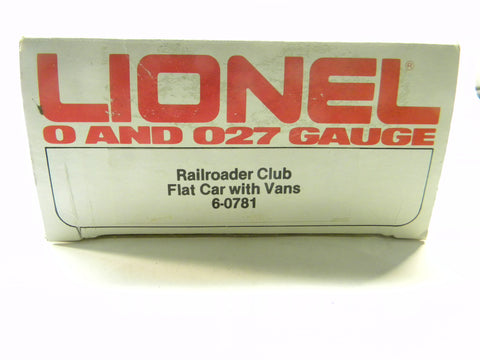 LIONEL®
O AND O27 GAUGE
Railroader Club
Flat Car with Vans
6-0781